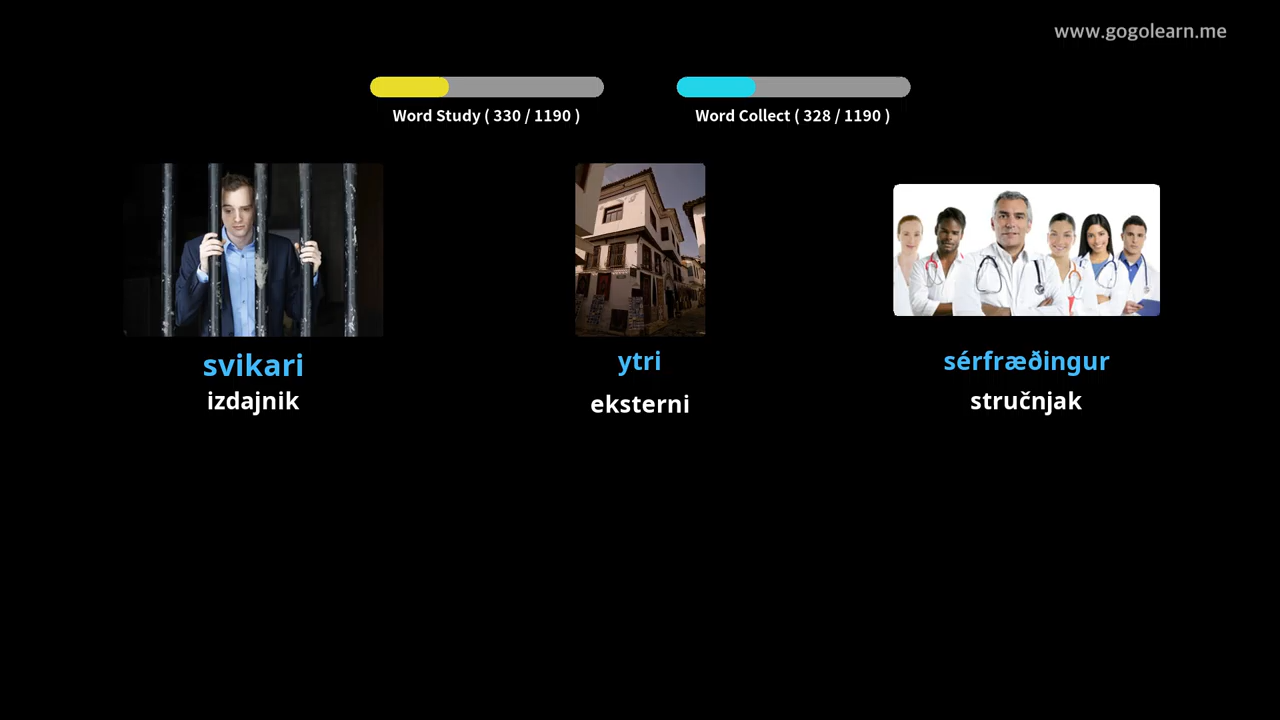 www.gogolearn.me
Word Study ( 330 / 1190 )
Word Collect ( 328 / 1190 )
svikari
izdajnik
ytri
eksterni
sérfræðingur
stručnjak